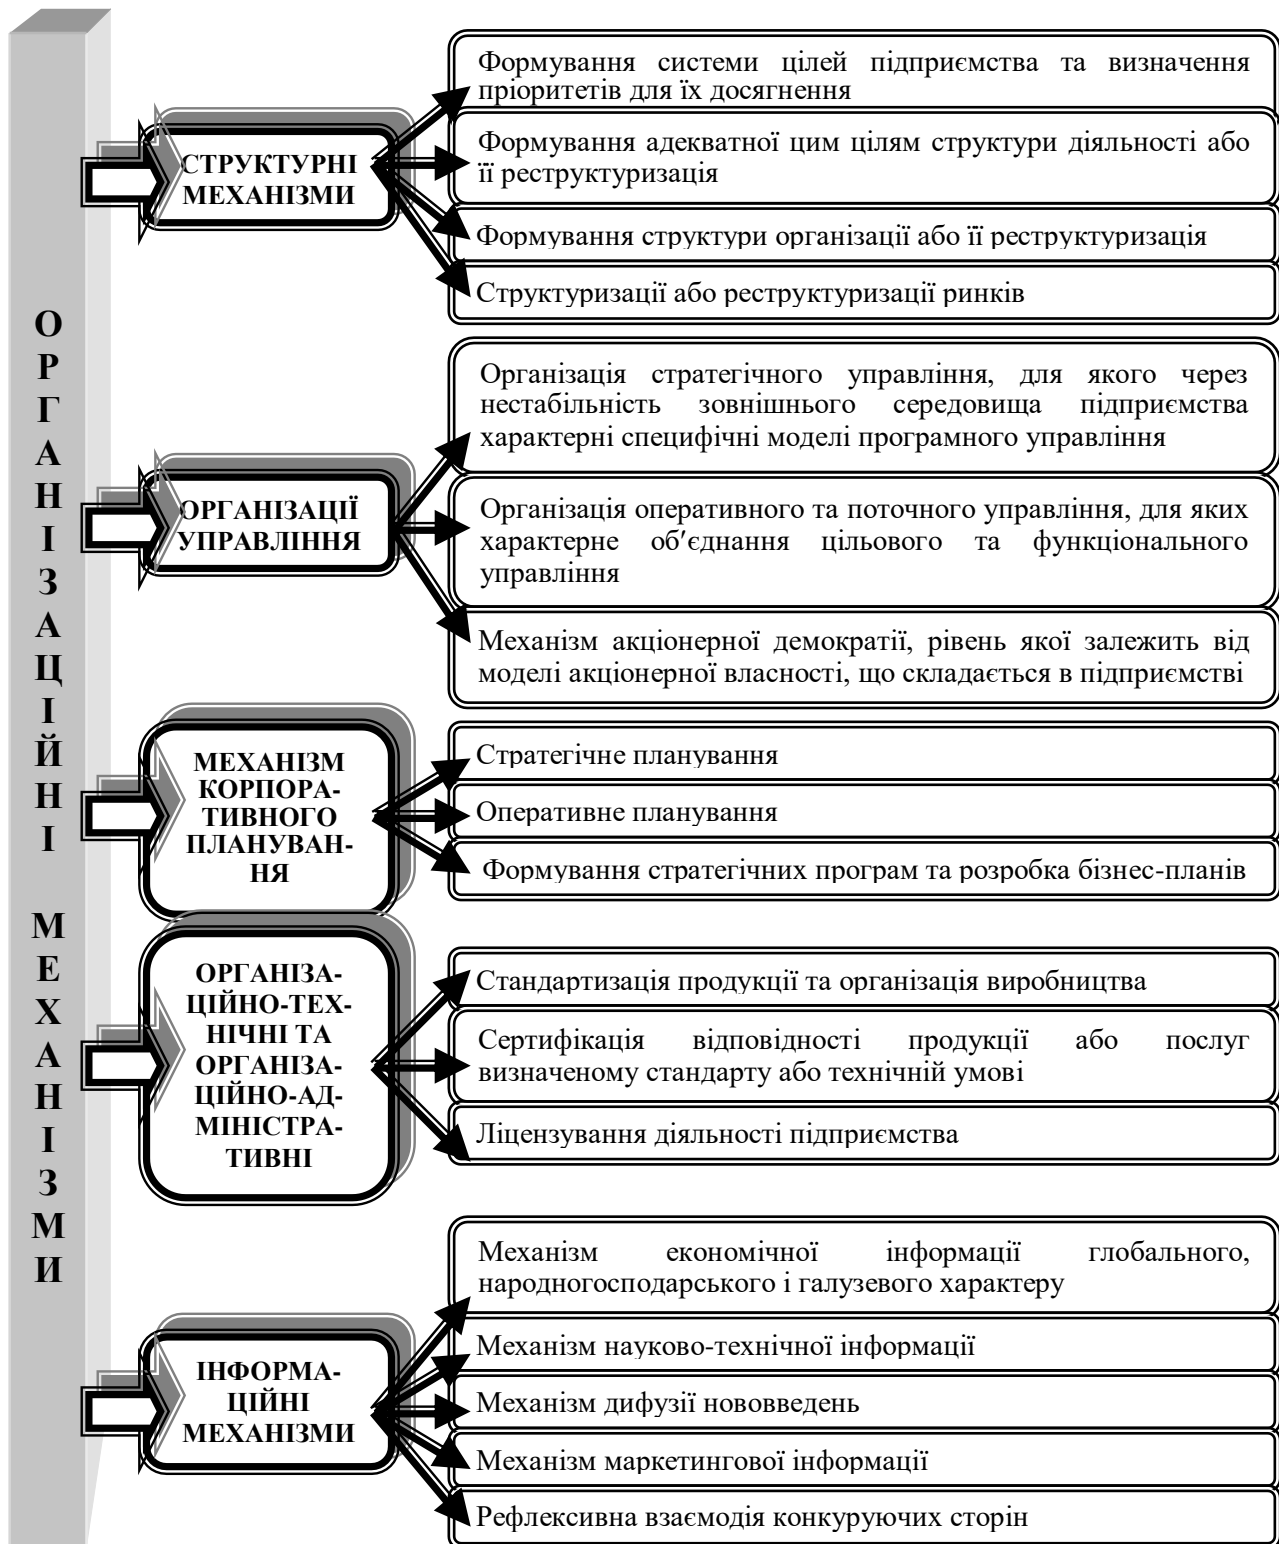 ОРГАНІЗАЦІЙНІ МЕХАНІЗМИ
СТРУКТУРНІ
МЕХАНІЗМИ
Формування системи цілей підприємства та визначення
пріоритетів для їх досягнення
Формування адекватної цим цілям структури діяльності або
її реструктуризація
Формування структури організації або її реструктуризація
Структуризації або реструктуризації ринків
ОРГАНІЗАЦІЇ
УПРАВЛІННЯ
Організація стратегічного управління, для якого через
нестабільність зовнішнього середовища підприємства
характерні специфічні моделі програмного управління
Організація оперативного та поточного управління, для яких
характерне об′єднання цільового та функціонального
управління
Механізм акціонерної демократії, рівень якої залежить від
моделі акціонерної власності, що складається в підприємстві
МЕХАНІЗМ
КОРПОРА-
ТИВНОГО
ПЛАНУВАН-
НЯ
Стратегічне планування
Оперативне планування
Формування стратегічних програм та розробка бізнес-планів
ОРГАНІЗА-
ЦІЙНО-ТЕХ-
НІЧНІ ТА
ОРГАНІЗА-
ЦІЙНО-АД-
МІНІСТРА-
ТИВНІ
Стандартизація продукції та організація виробництва
Сертифікація відповідності продукції або послуг
визначеному стандарту або технічній умові
Ліцензування діяльності підприємства
ІНФОРМА-
ЦІЙНІ
МЕХАНІЗМИ
Механізм економічної інформації глобального,
народногосподарського і галузевого характеру
Механізм науково-технічної інформації
Механізм дифузії нововведень
Механізм маркетингової інформації
Рефлексивна взаємодія конкуруючих сторін